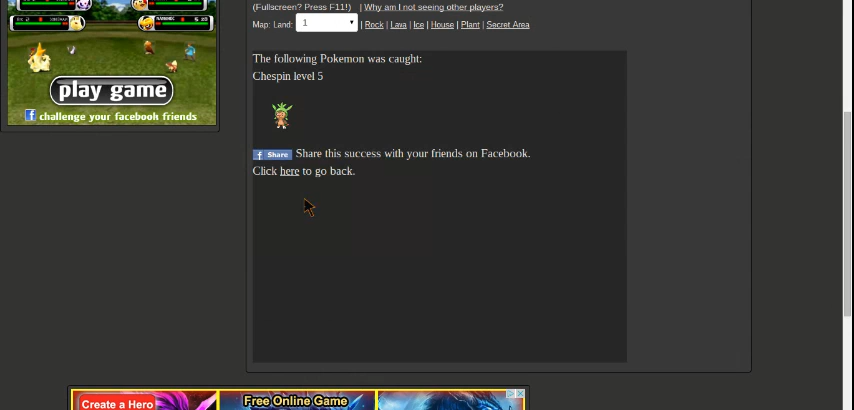 (Fullscreen? Press F11!) | Why am I not seeing other players?
Map: Land: 1 | Rock | Lava | Ice | House | Plant | Secret Area
The following Pokemon was caught:
Chespin level 5
play game
challenge your facebook friends
Share Share this success with your friends on Facebook.
Click here to go back.
Create a Hero
Free Online Game